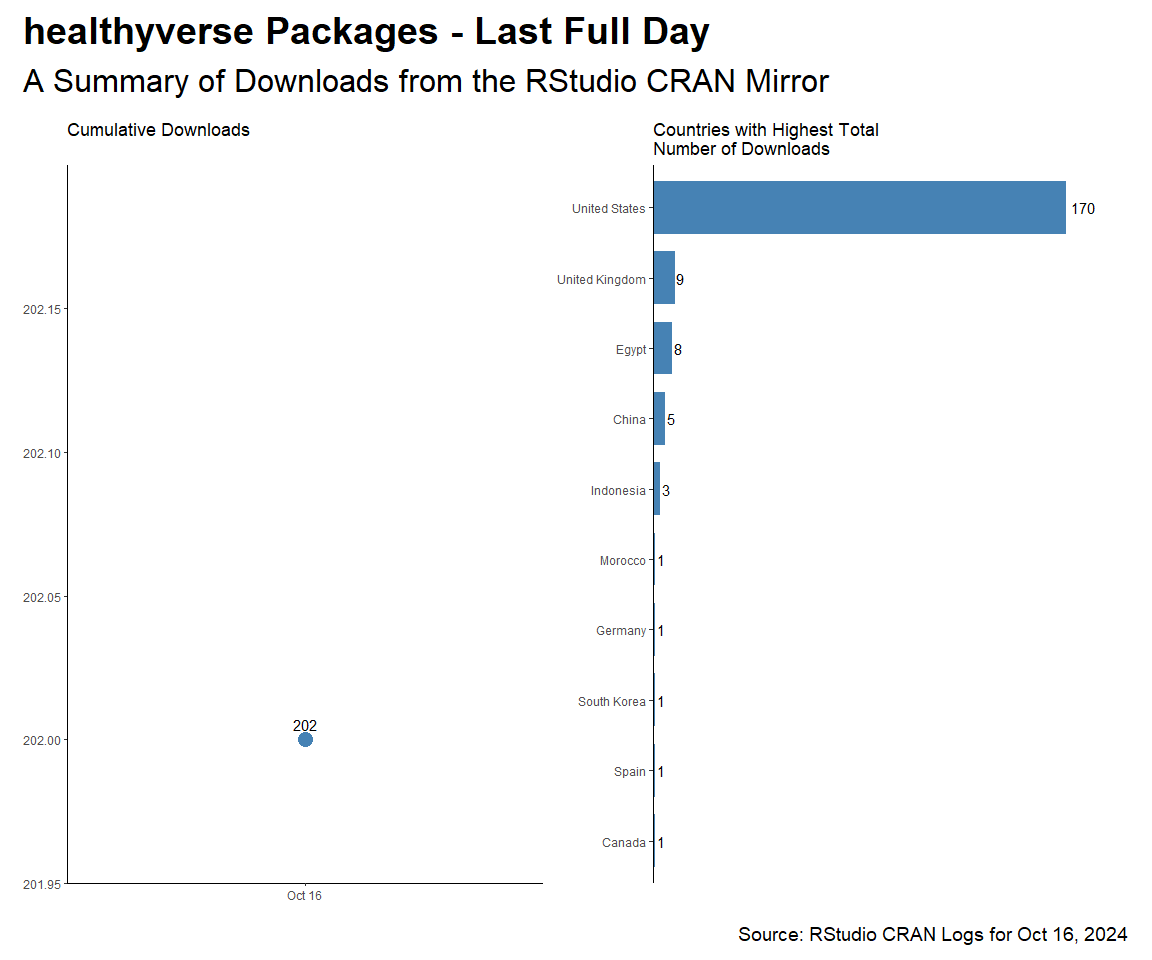 healthyverse Packages - Last Full Day
A Summary of Downloads from the RStudio CRAN Mirror
Cumulative Downloads
202.15
202.10
202.05
202.00
201.95
202
Oct 16
Countries with Highest Total
Number of Downloads
United States 170
United Kingdom 9
Egypt 8
China 5
Indonesia 3
Morocco 1
Germany 1
South Korea 1
Spain 1
Canada 1
Source: RStudio CRAN Logs for Oct 16, 2024